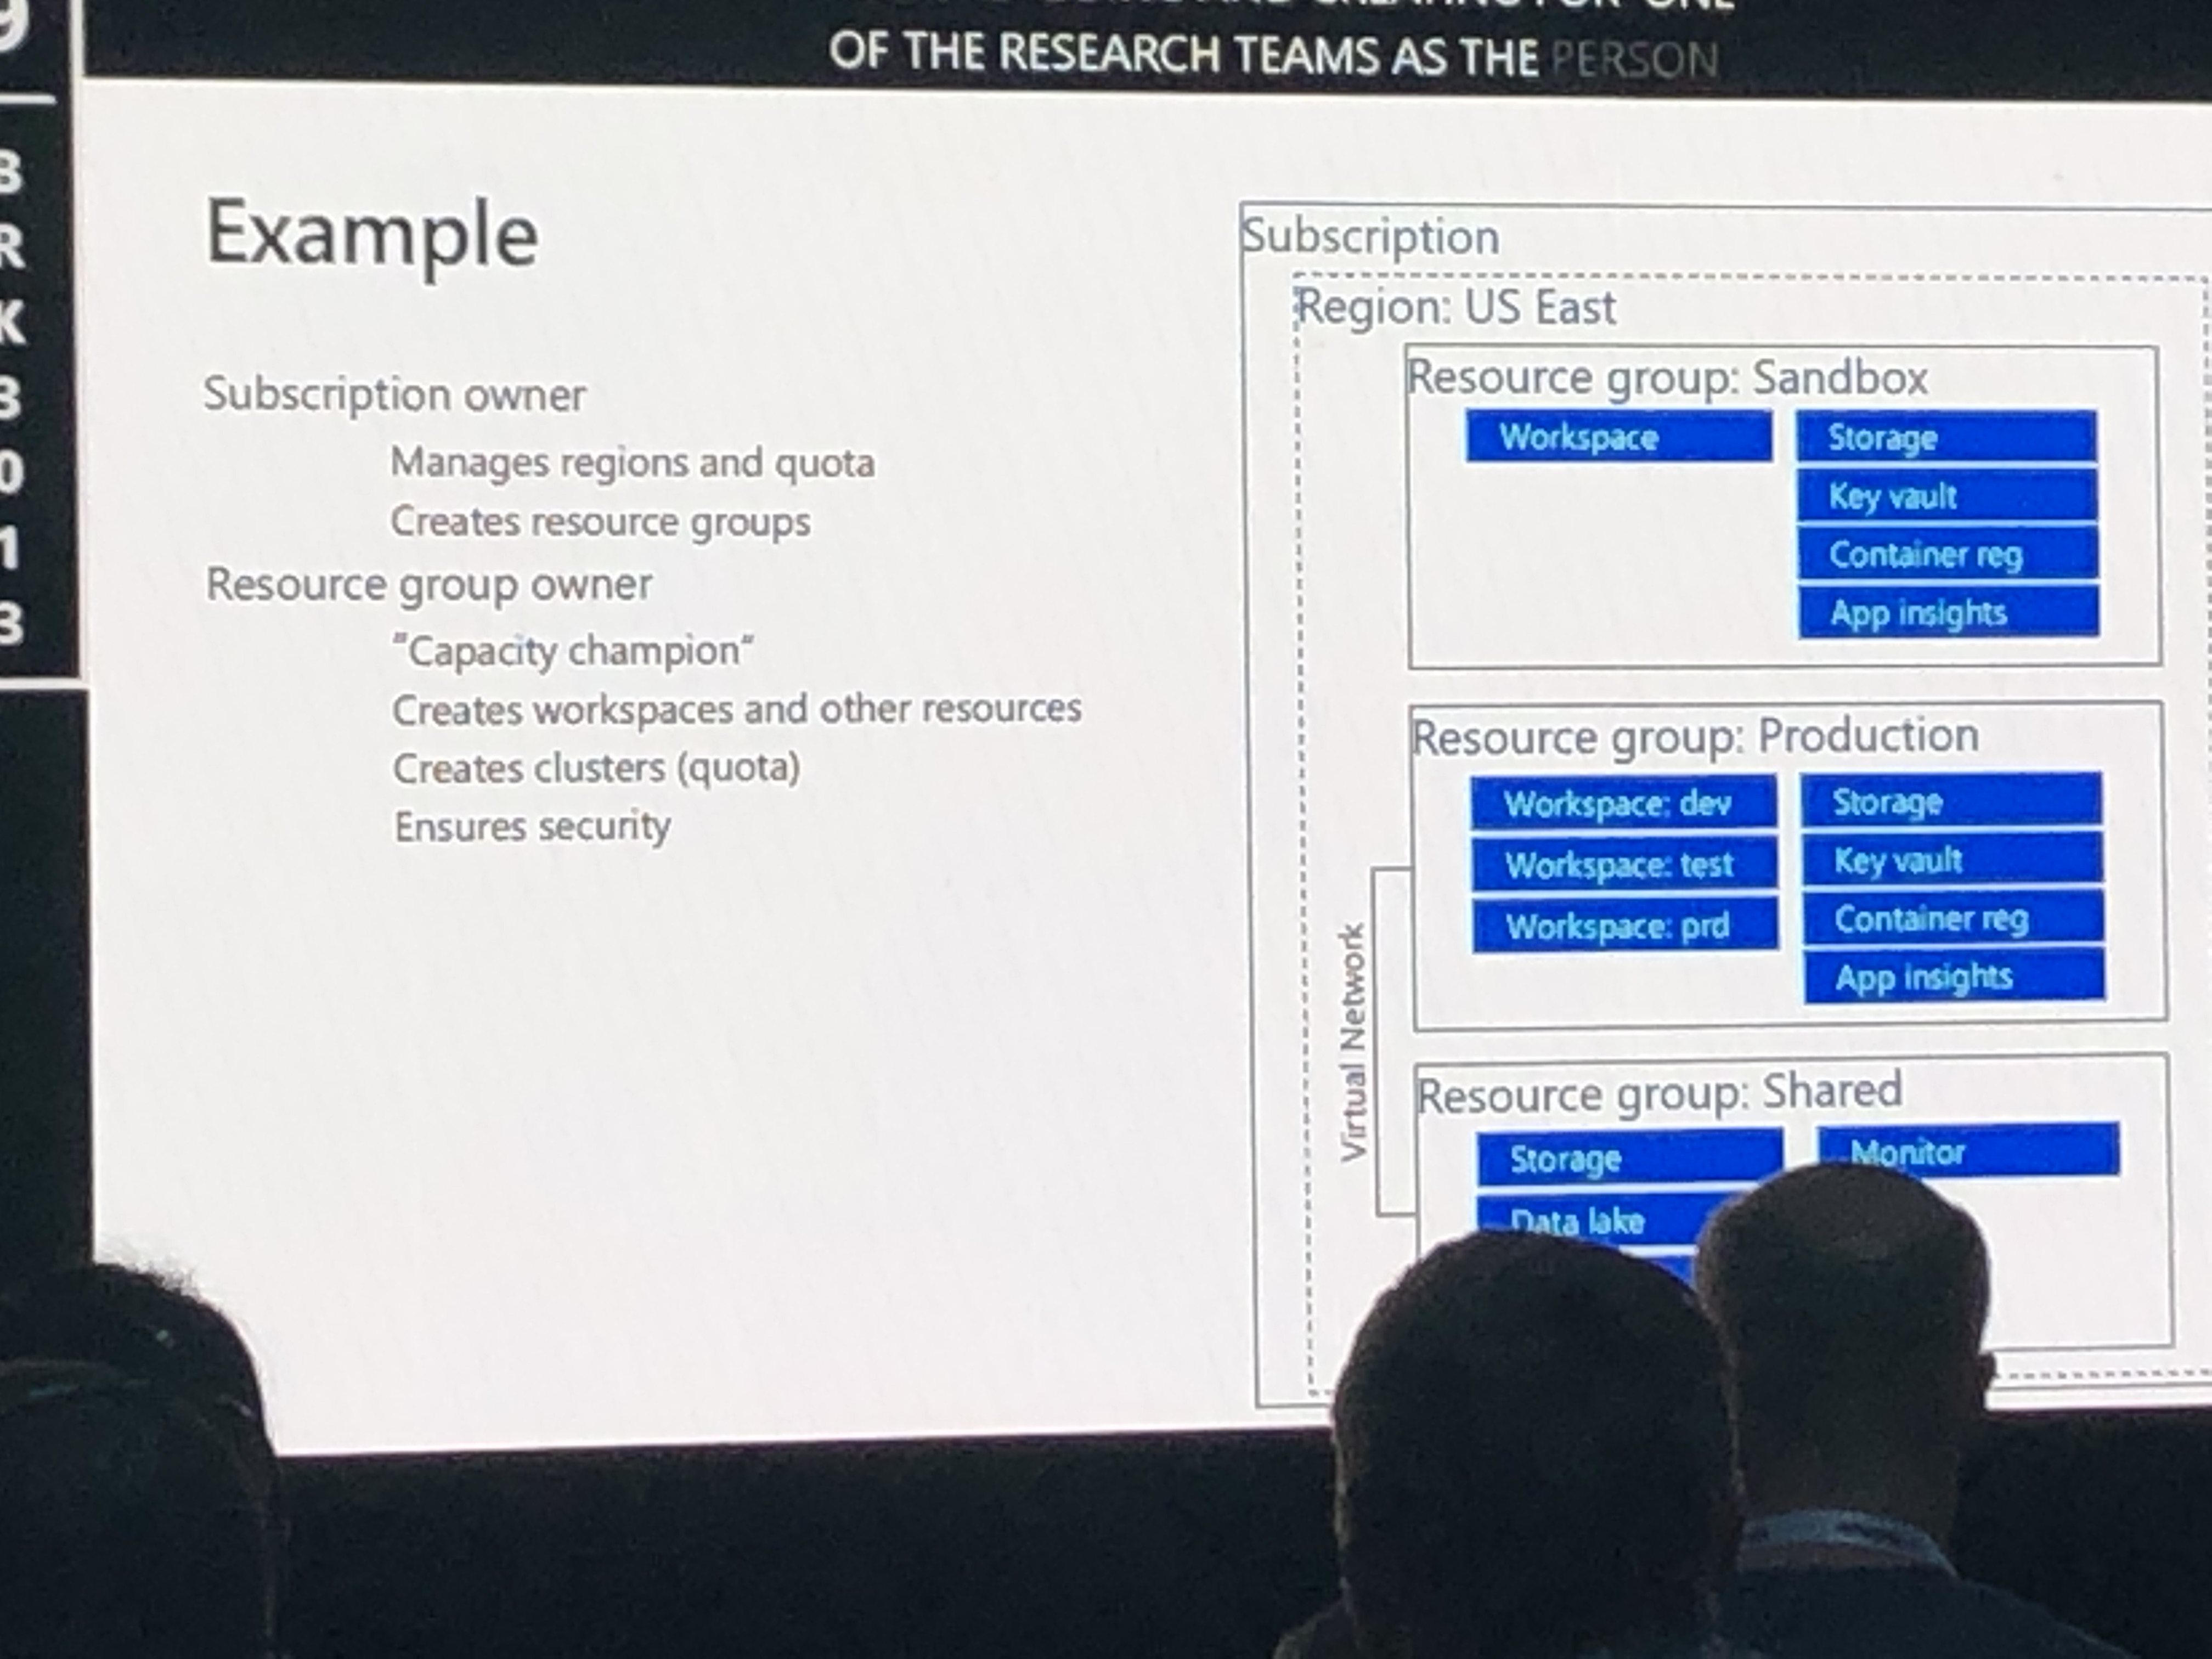 OF THE RESEARCH TEAMS AS THE PERSON
9
B
R
K
3
0
1
3
Example
Subscription owner
Manages regions and quota
Creates resource groups
Resource group owner
"Capacity champion"
Creates workspaces and other resources
Creates clusters (quota)
Ensures security
Subscription
Region: US East
Resource group: Sandbox
Workspace
Storage
Key vault
Container reg
App insights
Resource group: Production
Workspace: dev
Workspace: test
Workspace: prd
Storage
Key vault
Container reg
App insights
Virtual Network
Resource group: Shared
Storage
Data lake
Monitor